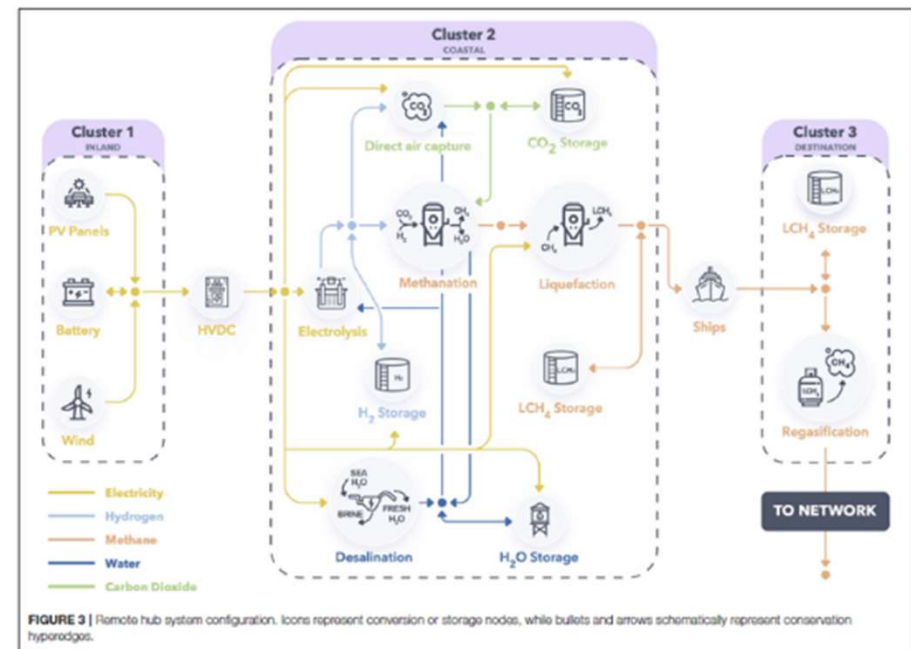 Cluster 1
INLAND
PV Panels
Battery
Wind
HVDC
Cluster 2
COASTAL
CO₂
Direct air capture
CO₂
CO₂ Storage
CO₂
H₂
CH₄
H₂O
Methanation
CH₄
LCH₄
Liquefaction
Electrolysis
H₂
H₂ Storage
LCH₄
LCH₄ Storage
SEA
H₂O
BRINE
FRESH
H₂O
Desalination
H₂O Storage
Ships
Cluster 3
DESTINATION
LCH₄
LCH₄ Storage
LCH₄
CH₄
Regasification
TO NETWORK
Electricity
Hydrogen
Methane
Water
Carbon Dioxide
FIGURE 3 | Remote hub system configuration. Icons represent conversion or storage nodes, while bullets and arrows schematically represent conservation
hyperedges.